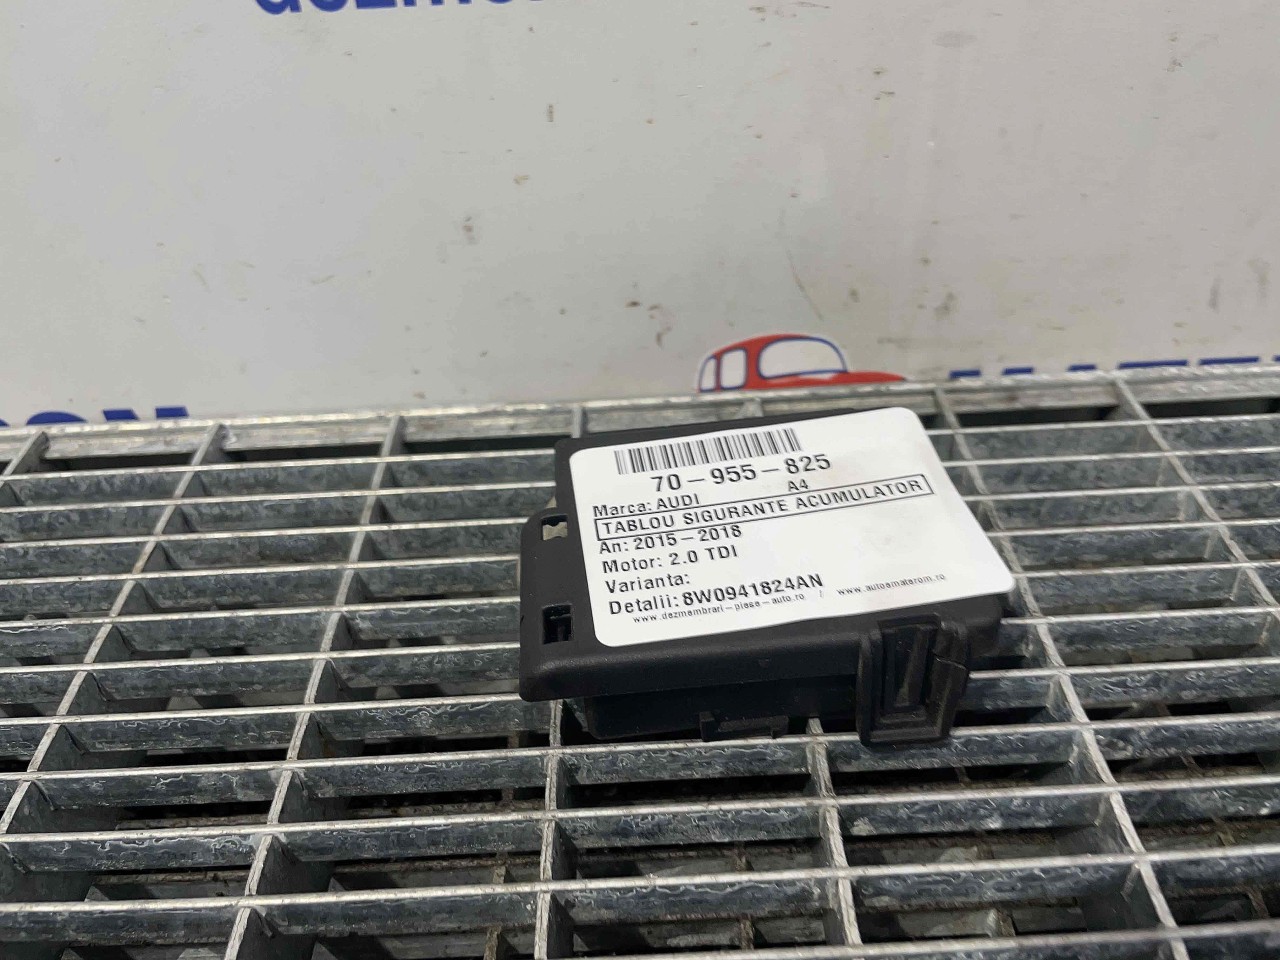 70-955-825
Marca: AUDI A4
TABLOU SIGURANTE ACUMULATOR
An: 2015-2018
Motor: 2.0 TDI
Varianta:
Detalii: 8W0941824AN
www.dezmembrari-piese-auto.ro / www.autoamaterom.ro